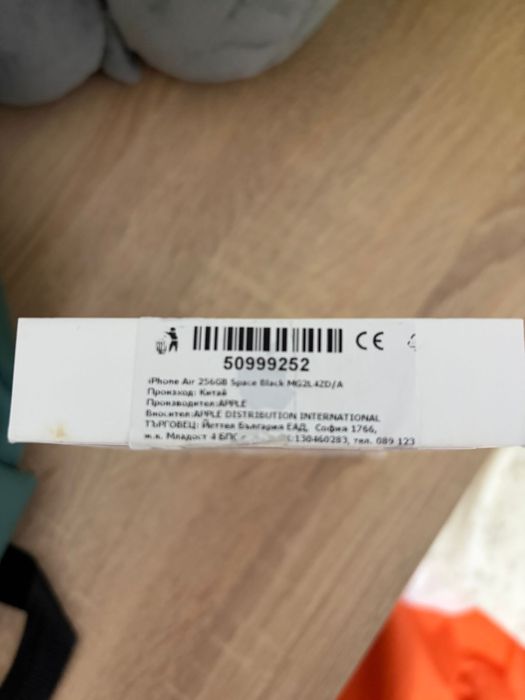 CE
50999252
iPhone Air 256GB Space Black MG2L4ZD/A
Произход: Китай
Производител:APPLE
Вносител:APPLE DISTRIBUTION INTERNATIONAL
ТЪРГОВЕЦ: Йеттел България ЕАД, София 1766,
ж.к. Младост 4 БПС :130460283, тел. 089 123